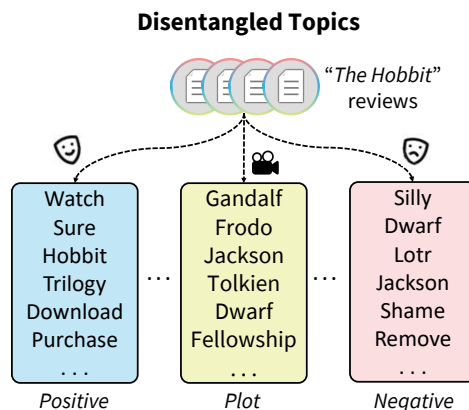 Disentangled Topics
“The Hobbit”
reviews
Watch
Sure
Hobbit
Trilogy
Download
Purchase
. . .
Positive
. . .
Gandalf
Frodo
Jackson
Tolkien
Dwarf
Fellowship
. . .
Plot
. . .
Silly
Dwarf
Lotr
Jackson
Shame
Remove
. . .
Negative